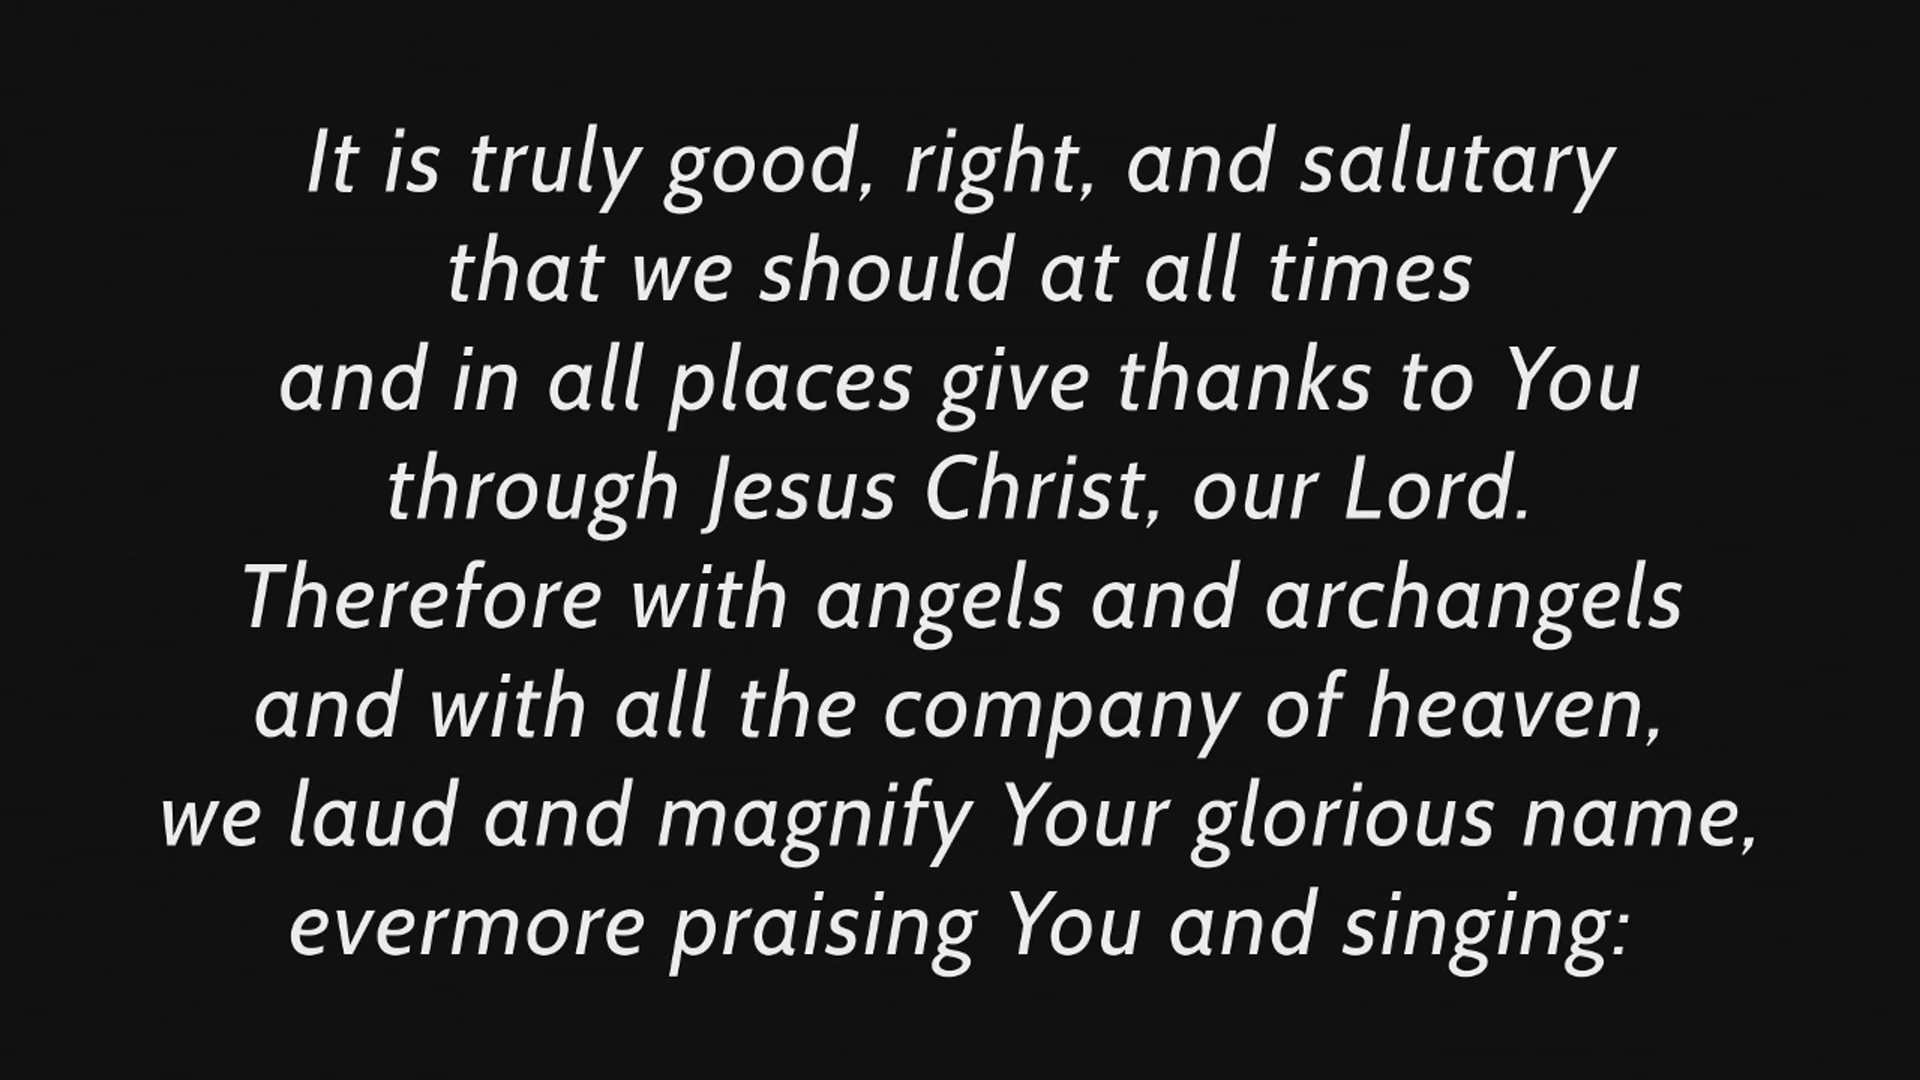 It is truly good, right, and salutary
that we should at all times
and in all places give thanks to You
through Jesus Christ, our Lord.
Therefore with angels and archangels
and with all the company of heaven,
we laud and magnify Your glorious name,
evermore praising You and singing: